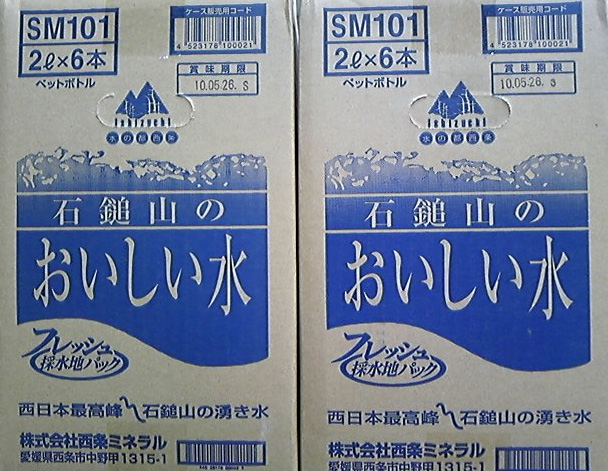 SM101
2ℓ×6本
ペットボトル
ケース販売用コード
4 523178 100021
賞味期限
10.05.26. S
Ishizuchi
水の都西条
石鎚山の
おいしい水
フレッシュ
採水地パック
西日本最高峰〜石鎚山の湧き水
株式会社西条ミネラル
愛媛県西条市中野甲1315-1
SM101
2ℓ×6本
ペットボトル
ケース販売用コード
4 523178 100021
賞味期限
10.05.26.
Ishizuchi
水の都西条
石鎚山の
おいしい水
フレッシュ
採水地パック
西日本最高峰〜石鎚山の湧き水
株式会社西条ミネラル
愛媛県西条市中野甲1315-1